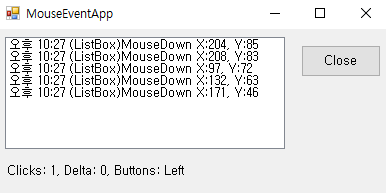 MouseEventApp
오후 10:27 (ListBox)MouseDown X:204, Y:85
오후 10:27 (ListBox)MouseDown X:208, Y:83
오후 10:27 (ListBox)MouseDown X:97, Y:72
오후 10:27 (ListBox)MouseDown X:132, Y:63
오후 10:27 (ListBox)MouseDown X:171, Y:46
Close
Clicks: 1, Delta: 0, Buttons: Left